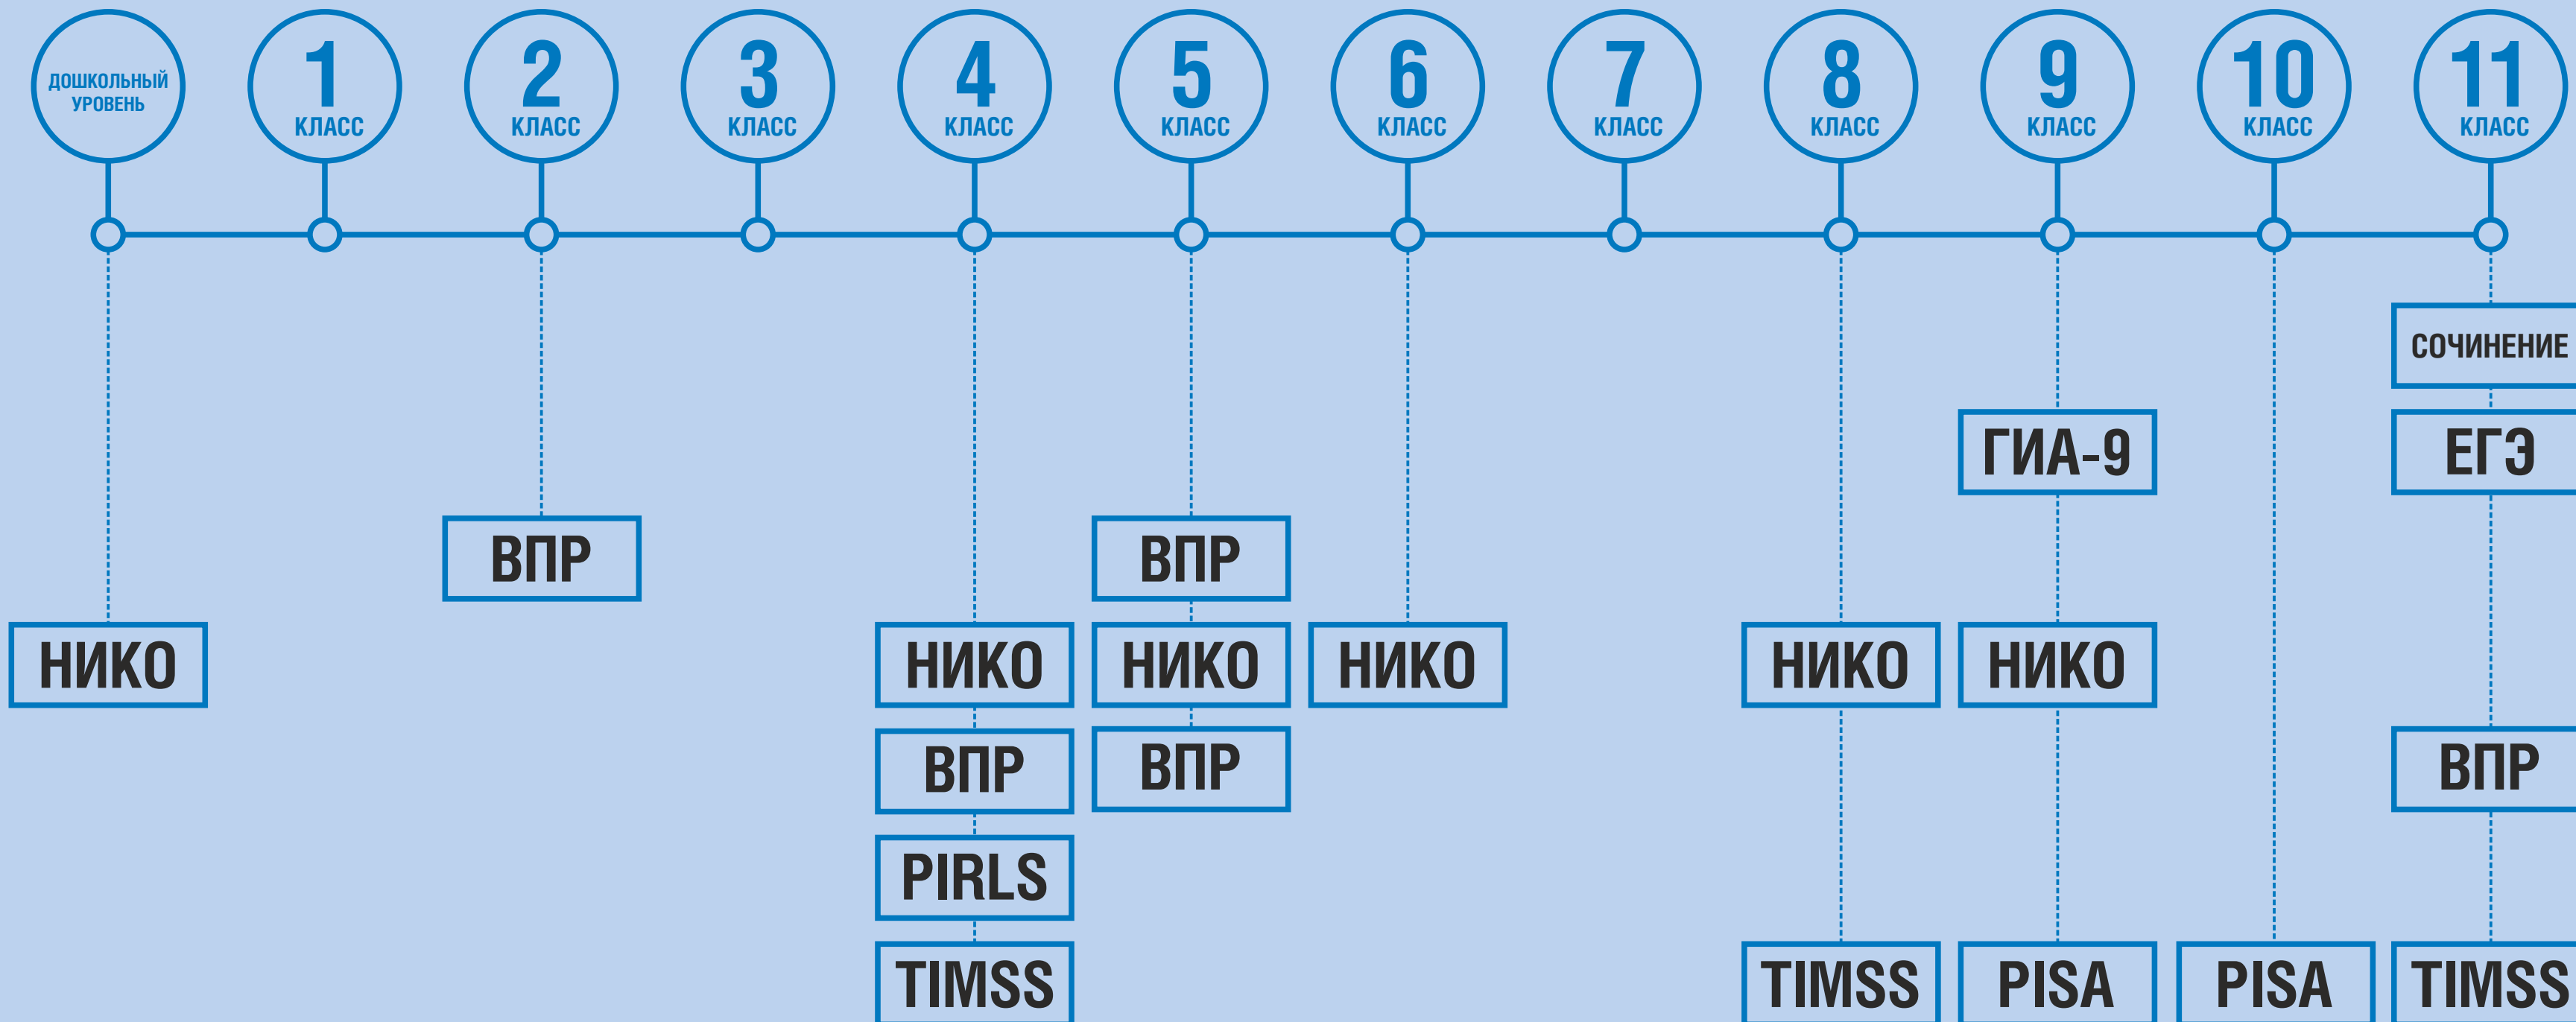 ДОШКОЛЬНЫЙ
УРОВЕНЬ
1
КЛАСС
2
КЛАСС
3
КЛАСС
4
КЛАСС
5
КЛАСС
6
КЛАСС
7
КЛАСС
8
КЛАСС
9
КЛАСС
10
КЛАСС
11
КЛАСС
СОЧИНЕНИЕ
ГИА-9
ЕГЭ
ВПР
ВПР
НИКО
НИКО
НИКО
НИКО
НИКО
НИКО
ВПР
ВПР
ВПР
PIRLS
TIMSS
TIMSS
PISA
PISA
TIMSS